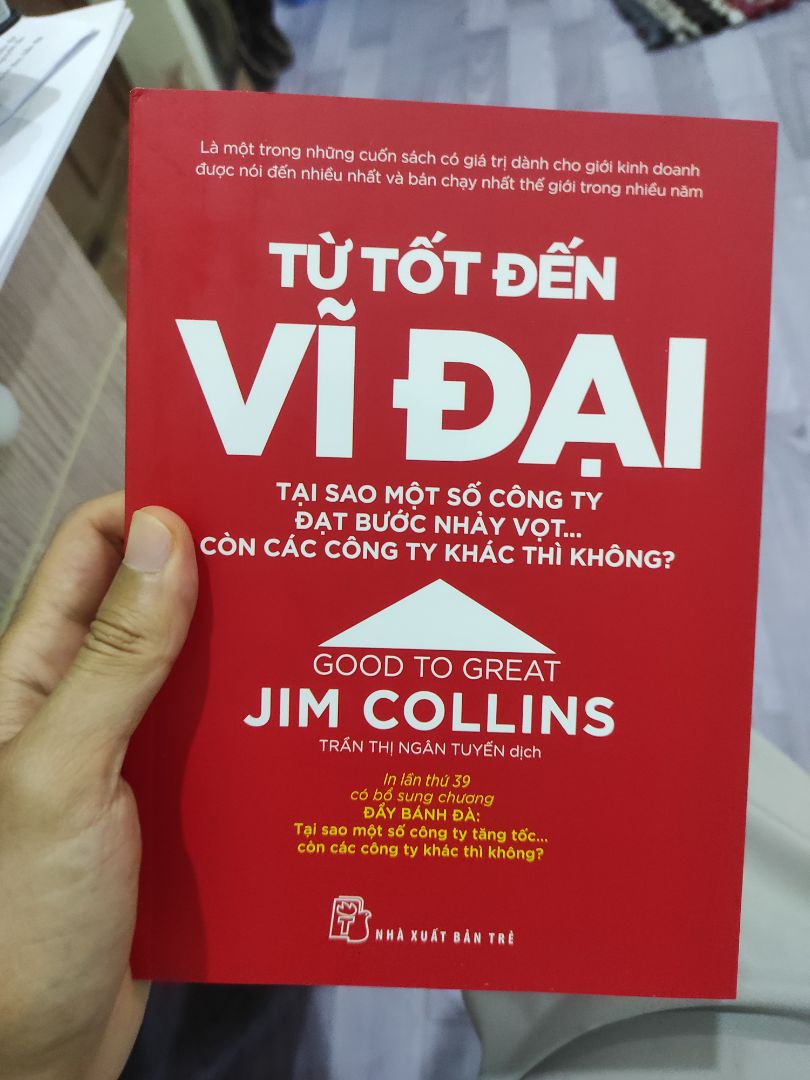 Là một trong những cuốn sách có giá trị dành cho giới kinh doanh
được nói đến nhiều nhất và bán chạy nhất thế giới trong nhiều năm
TỪ TỐT ĐẾN
VĨ ĐẠI
TẠI SAO MỘT SỐ CÔNG TY
ĐẠT BƯỚC NHẢY VỌT...
CÒN CÁC CÔNG TY KHÁC THÌ KHÔNG?
GOOD TO GREAT
JIM COLLINS
TRẦN THỊ NGÂN TUYẾN dịch
In lần thứ 39
có bổ sung chương
ĐẨY BÁNH ĐÀ:
Tại sao một số công ty tăng tốc...
còn các công ty khác thì không?
NHÀ XUẤT BẢN TRẺ